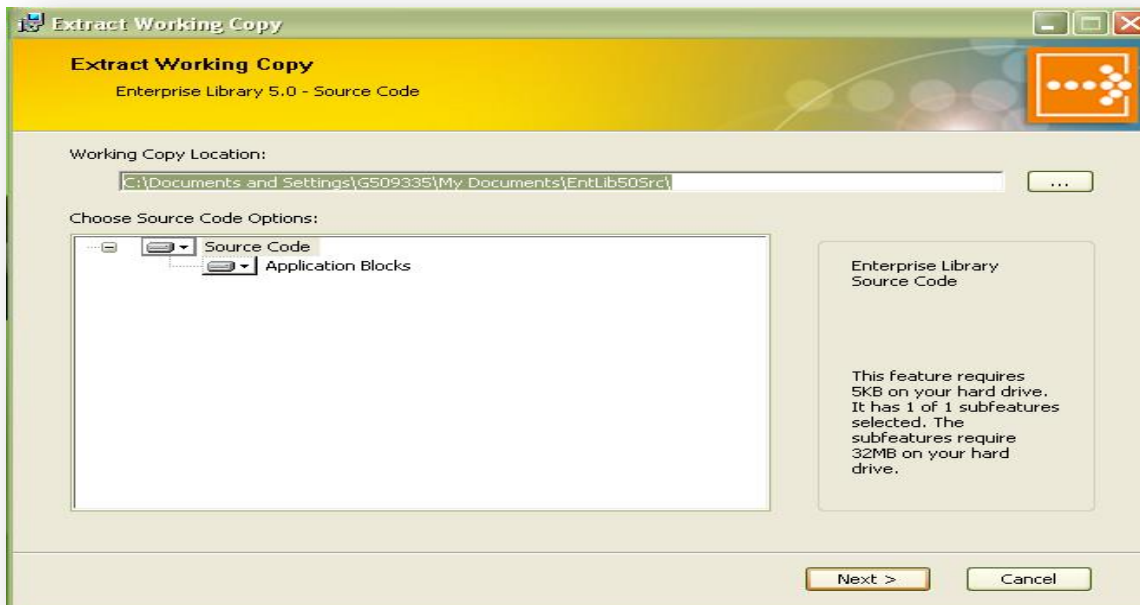 Extract Working Copy
Extract Working Copy
Enterprise Library 5.0 - Source Code
Working Copy Location:
C:\Documents and Settings\G509335\My Documents\EntLib50Src\
...
Choose Source Code Options:
Source Code
Application Blocks
Enterprise Library
Source Code
This feature requires
5KB on your hard drive.
It has 1 of 1 subfeatures
selected. The
subfeatures require
32MB on your hard
drive.
Next >
Cancel